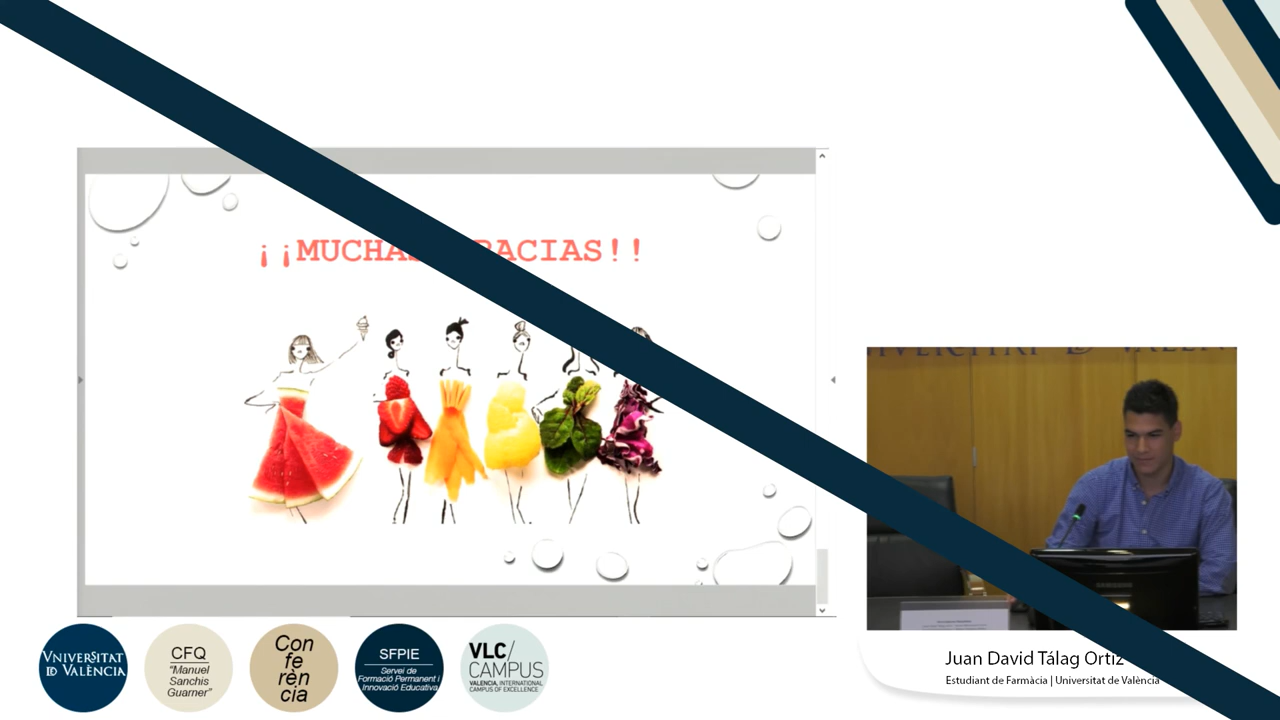 ¡¡MUCHAS GRACIAS!!
SAMSUNG
VNIVERSITAT
D VALÈNCIA
CFQ
"Manuel
Sanchis
Guarner"
Con
fe
rèn
cia
SFPIE
Servei de
Formació Permanent i
Innovació Educativa
VLC/
CAMPUS
VALENCIA, INTERNATIONAL
CAMPUS OF EXCELLENCE
Juan David Tálag Ortiz
Estudiant de Farmàcia | Universitat de València